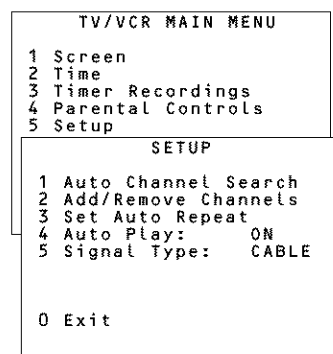 TV/VCR MAIN MENU
1 Screen
2 Time
3 Timer Recordings
4 Parental Controls
5 Setup
SETUP
1 Auto Channel Search
2 Add/Remove Channels
3 Set Auto Repeat
4 Auto Play: ON
5 Signal Type: CABLE
0 Exit